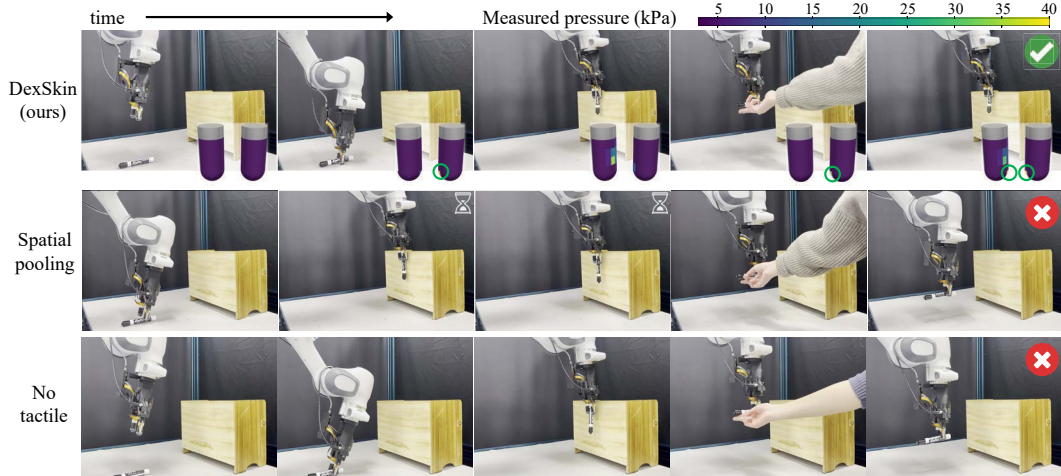 time
Measured pressure (kPa)
5 10 15 20 25 30 35 40
DexSkin
(ours)
Spatial
pooling
No
tactile